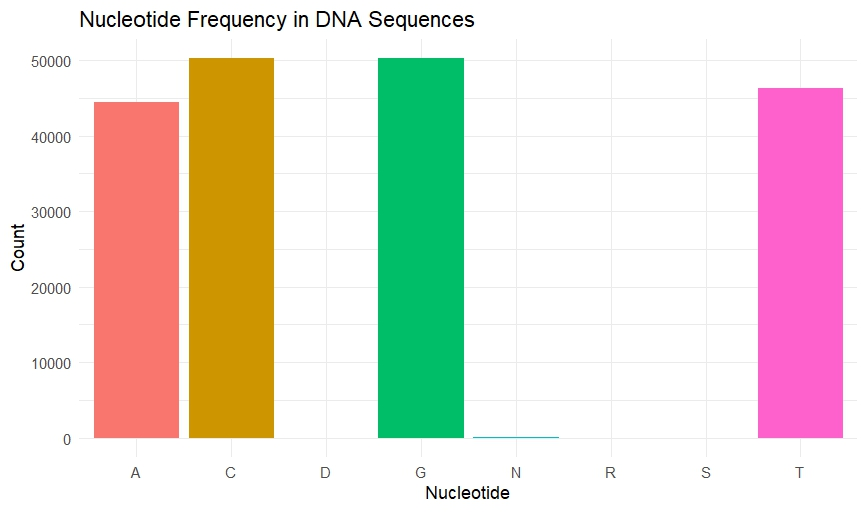 Nucleotide Frequency in DNA Sequences
50000
40000
30000
20000
10000
0
Count
A C D G N R S T
Nucleotide